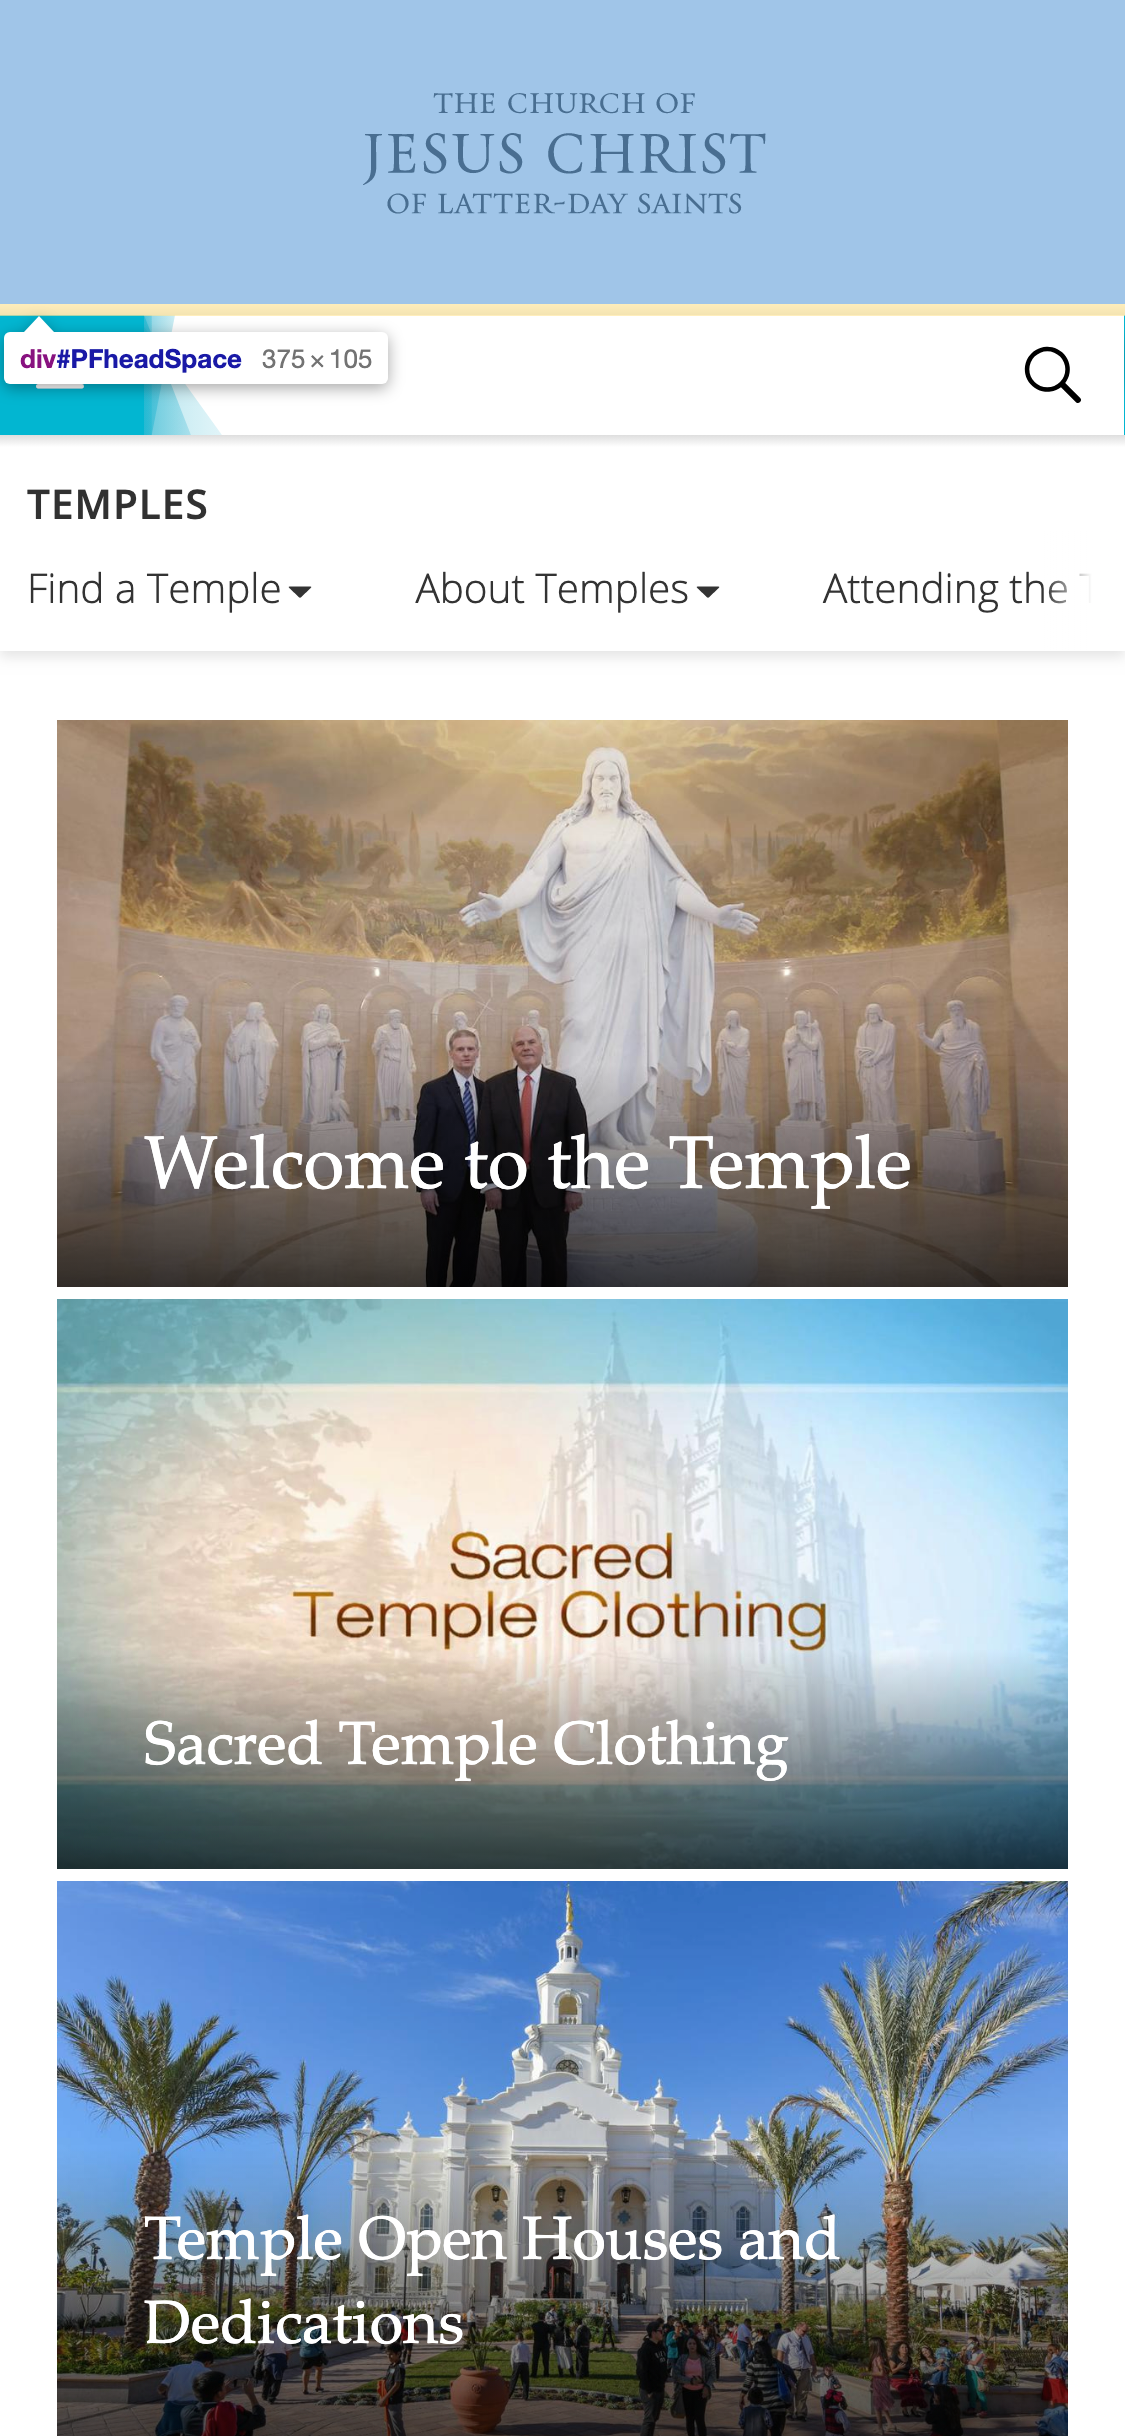 THE CHURCH OF
JESUS CHRIST
OF LATTER-DAY SAINTS
div#PFheadSpace 375 × 105
TEMPLES
Find a Temple About Temples Attending the
Welcome to the Temple
Sacred
Temple Clothing
Sacred Temple Clothing
Temple Open Houses and
Dedications